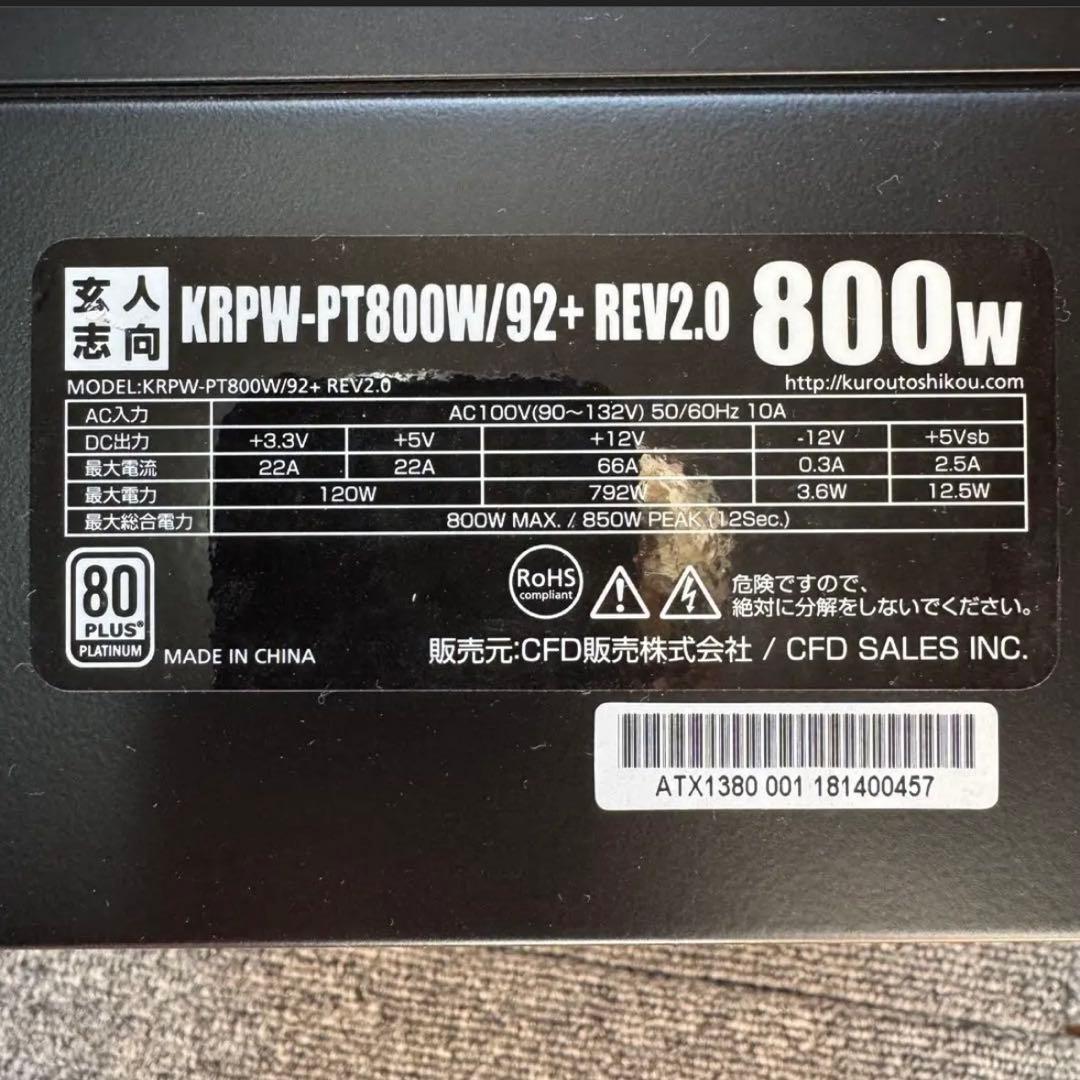 玄人志向
KRPW-PT800W/92+ REV2.0 800W
MODEL:KRPW-PT800W/92+ REV2.0
http://kuroutoshikou.com
AC入力 AC100V(90～132V) 50/60Hz 10A
DC出力 +3.3V +5V +12V -12V +5Vsb
最大電流 22A 22A 66A 0.3A 2.5A
最大電力 120W 792W 3.6W 12.5W
最大総合電力 800W MAX. / 850W PEAK (12Sec.)
80
PLUS®
PLATINUM
MADE IN CHINA
RoHS
compliant
危険ですので、
絶対に分解をしないでください。
販売元:CFD販売株式会社 / CFD SALES INC.
ATX1380 001 181400457